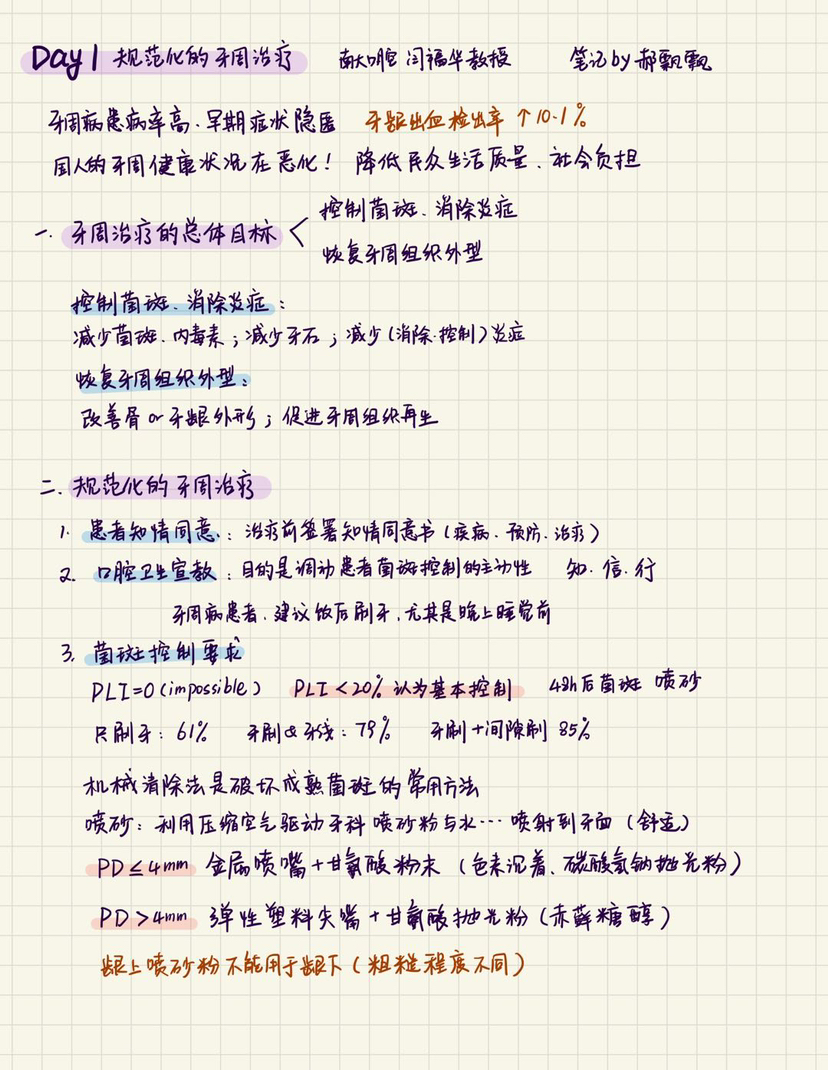 Day 1 规范化的牙周治疗 南大口腔 闫福华教授 笔记by郝飘飘
牙周病患病率高、早期症状隐匿 牙龈出血检出率 ↑10.1%
国人的牙周健康状况在恶化! 降低民众生活质量、社会负担
一. 牙周治疗的总体目标 < 控制菌斑、消除炎症
恢复牙周组织外型
控制菌斑、消除炎症:
减少菌斑、内毒素;减少牙石;减少(消除·控制)炎症
恢复牙周组织外型:
改善骨or牙龈外形;促进牙周组织再生
二. 规范化的牙周治疗
1. 患者知情同意:治疗前签署知情同意书(疾病、预防、治疗)
2. 口腔卫生宣教:目的是调动患者菌斑控制的主动性 知.信.行
牙周病患者、建议饭后刷牙,尤其是晚上睡觉前
3. 菌斑控制要求
PLI=0(impossible) PLI<20%认为基本控制 48h后菌斑 喷砂
只刷牙:61% 牙刷&牙线:79% 牙刷+间隙刷 85%
机械清除法是破坏成熟菌斑的常用方法
喷砂:利用压缩空气驱动牙科喷砂粉与水…喷射到牙面(舒适)
PD≤4mm 金属喷嘴+甘氨酸粉末(色素沉着、碳酸氢钠抛光粉)
PD>4mm 弹性塑料尖嘴+甘氨酸抛光粉(赤藓糖醇)
龈上喷砂粉不能用于龈下(粗糙程度不同)